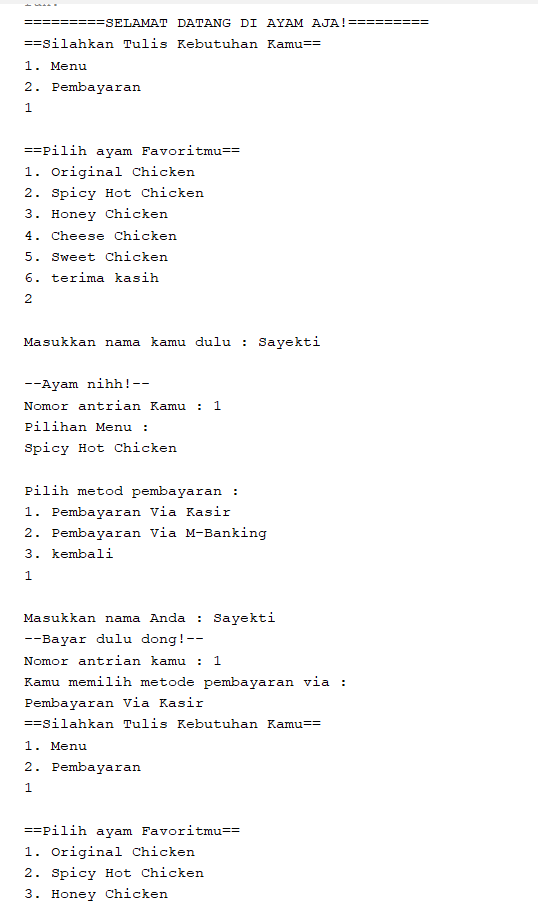 =========SELAMAT DATANG DI AYAM AJA!=========
==Silahkan Tulis Kebutuhan Kamu==
1. Menu
2. Pembayaran
1
==Pilih ayam Favoritmu==
1. Original Chicken
2. Spicy Hot Chicken
3. Honey Chicken
4. Cheese Chicken
5. Sweet Chicken
6. terima kasih
2
Masukkan nama kamu dulu : Sayekti
--Ayam nihh!--
Nomor antrian Kamu : 1
Pilihan Menu :
Spicy Hot Chicken
Pilih metod pembayaran :
1. Pembayaran Via Kasir
2. Pembayaran Via M-Banking
3. kembali
1
Masukkan nama Anda : Sayekti
--Bayar dulu dong!--
Nomor antrian kamu : 1
Kamu memilih metode pembayaran via :
Pembayaran Via Kasir
==Silahkan Tulis Kebutuhan Kamu==
1. Menu
2. Pembayaran
1
==Pilih ayam Favoritmu==
1. Original Chicken
2. Spicy Hot Chicken
3. Honey Chicken